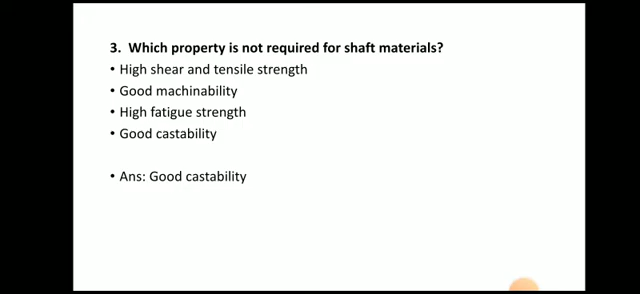 3. Which property is not required for shaft materials?
• High shear and tensile strength
• Good machinability
• High fatigue strength
• Good castability
• Ans: Good castability